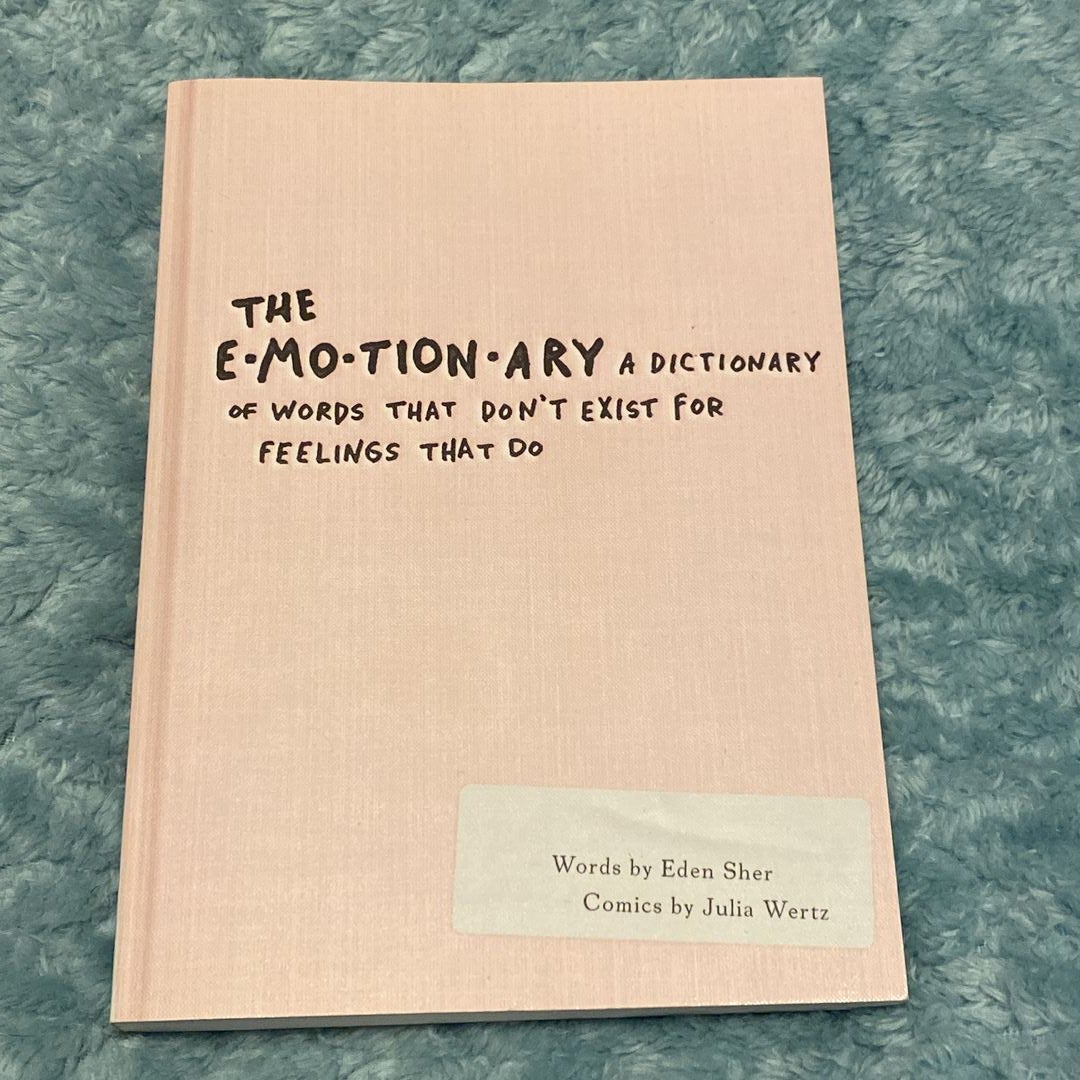 THE
E·MO·TION·ARY A DICTIONARY
OF WORDS THAT DON'T EXIST FOR
FEELINGS THAT DO
Words by Eden Sher
Comics by Julia Wertz